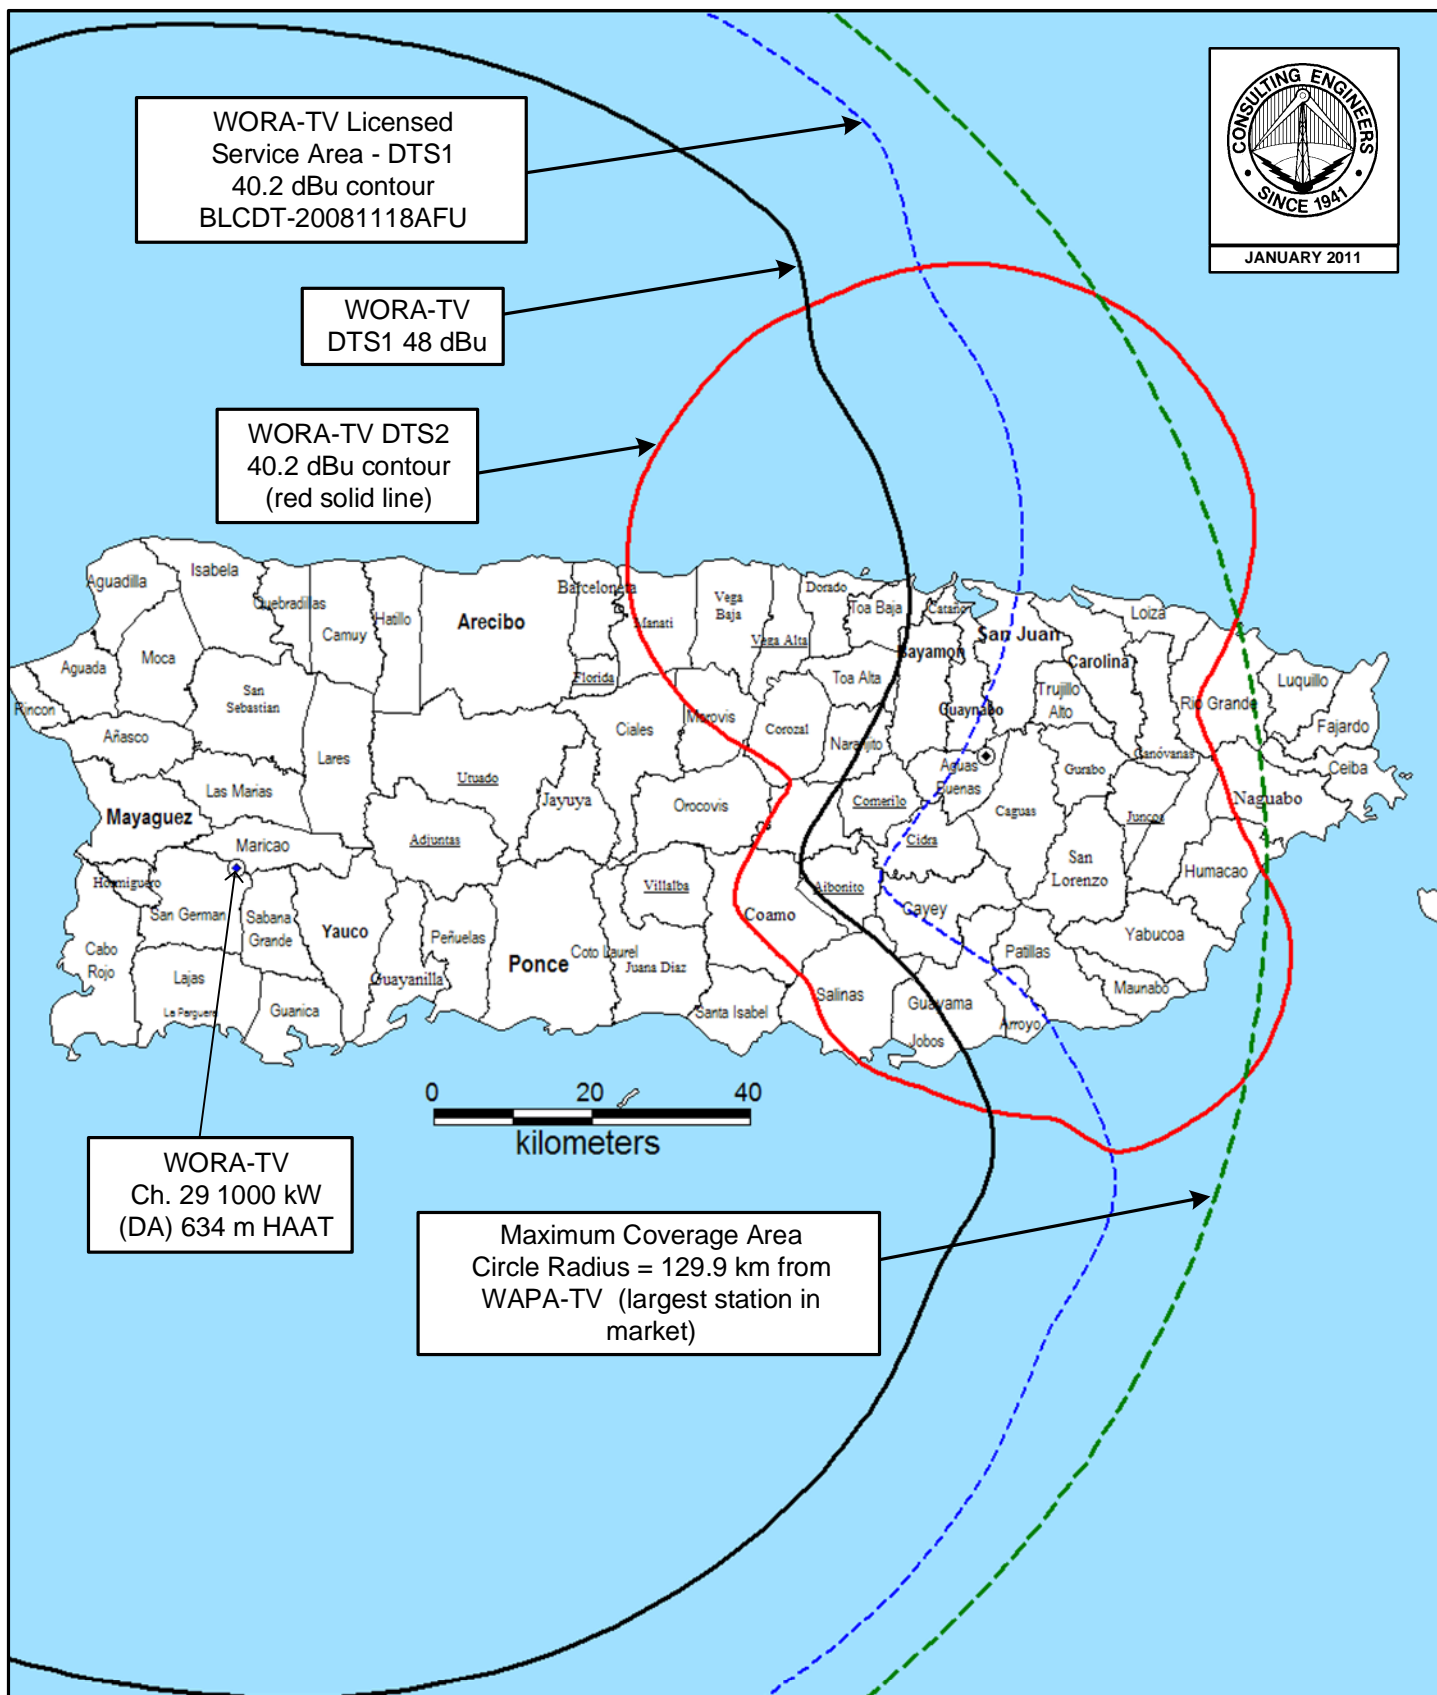 WORA-TV Licensed
Service Area - DTS1
40.2 dBu contour
BLCDT-20081118AFU
CONSULTING ENGINEERS
• SINCE 1941 •
JANUARY 2011
WORA-TV
DTS1 48 dBu
WORA-TV DTS2
40.2 dBu contour
(red solid line)
Aguadilla
Isabela
Quebradillas
Camuy
Hatillo
Arecibo
Barceloneta
Manati
Vega
Baja
Vega Alta
Dorado
Toa Baja
Cataño
San Juan
Bayamon
Carolina
Loiza
Luquillo
Fajardo
Rio Grande
Aguada
Moca
San
Sebastian
Florida
Ciales
Morovis
Corozal
Toa Alta
Naranjito
Guaynabo
Trujillo
Alto
Canóvanas
Ceiba
Rincon
Añasco
Lares
Utuado
Jayuya
Orocovis
Comerilo
Aguas
Buenas
Gurabo
Caguas
Juncos
Naguabo
Las Marias
Mayaguez
Maricao
Adjuntas
Villalba
Aibonito
Cidra
San
Lorenzo
Humacao
Hormiguero
San German
Sabana
Grande
Yauco
Peñuelas
Ponce
Coto Laurel
Juana Diaz
Coamo
Cayey
Patillas
Yabucoa
Cabo
Rojo
Lajas
La Parguera
Guanica
Guayanilla
Santa Isabel
Salinas
Guayama
Jobos
Arroyo
Maunabo
0 20 40
kilometers
WORA-TV
Ch. 29 1000 kW
(DA) 634 m HAAT
Maximum Coverage Area
Circle Radius = 129.9 km from
WAPA-TV (largest station in
market)